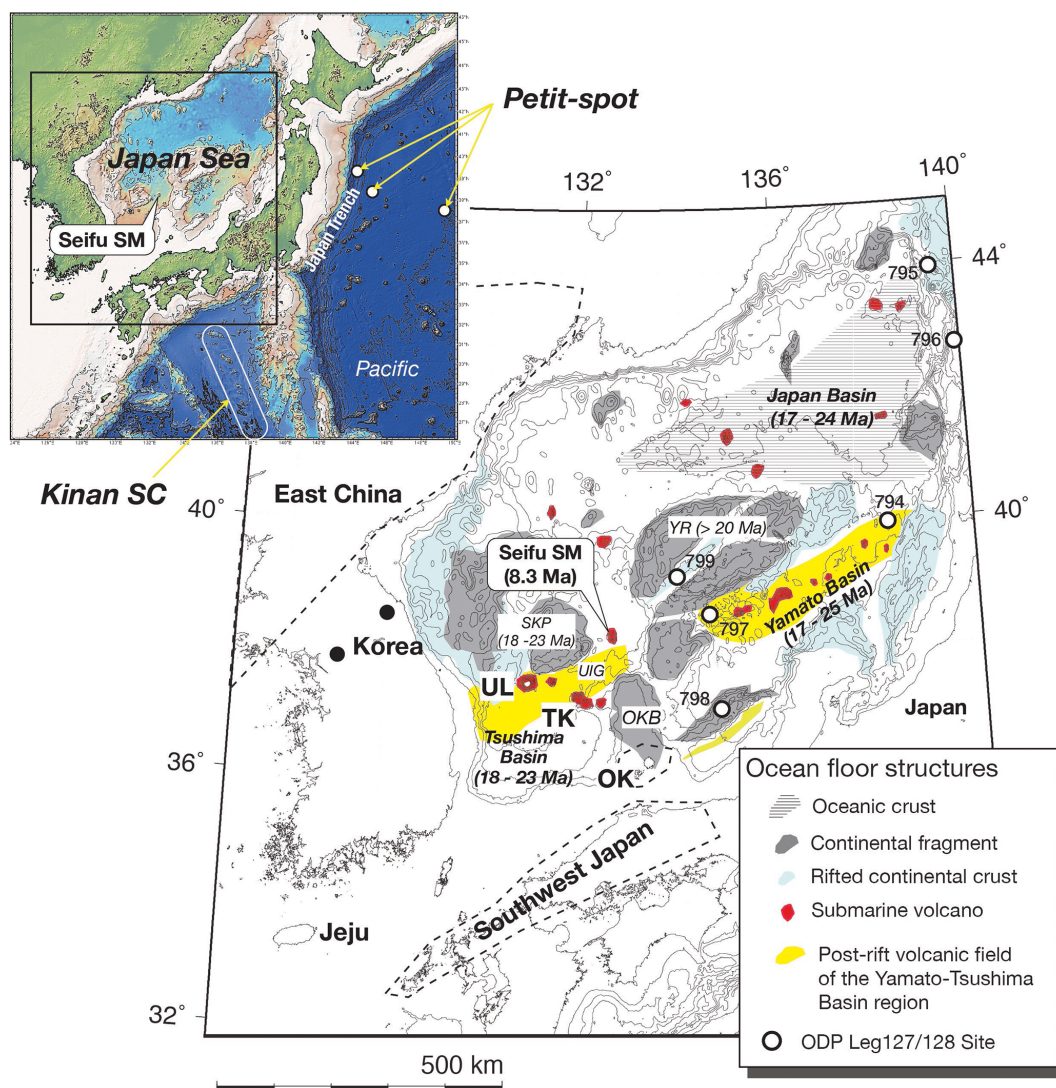 Petit-spot
Japan Sea
Seifu SM
Japan Trench
Pacific
Kinan SC
132°
136°
140°
44°
795
796
Japan Basin
(17 - 24 Ma)
East China
40°
40°
794
YR (> 20 Ma)
799
Seifu SM
(8.3 Ma)
797
Yamato Basin
(17 - 25 Ma)
SKP
(18 -23 Ma)
Korea
UIG
UL
TK
OKB
798
Japan
Tsushima
Basin
(18 - 23 Ma)
36°
OK
Southwest Japan
Jeju
32°
500 km
Ocean floor structures
Oceanic crust
Continental fragment
Rifted continental crust
Submarine volcano
Post-rift volcanic field
of the Yamato-Tsushima
Basin region
ODP Leg127/128 Site